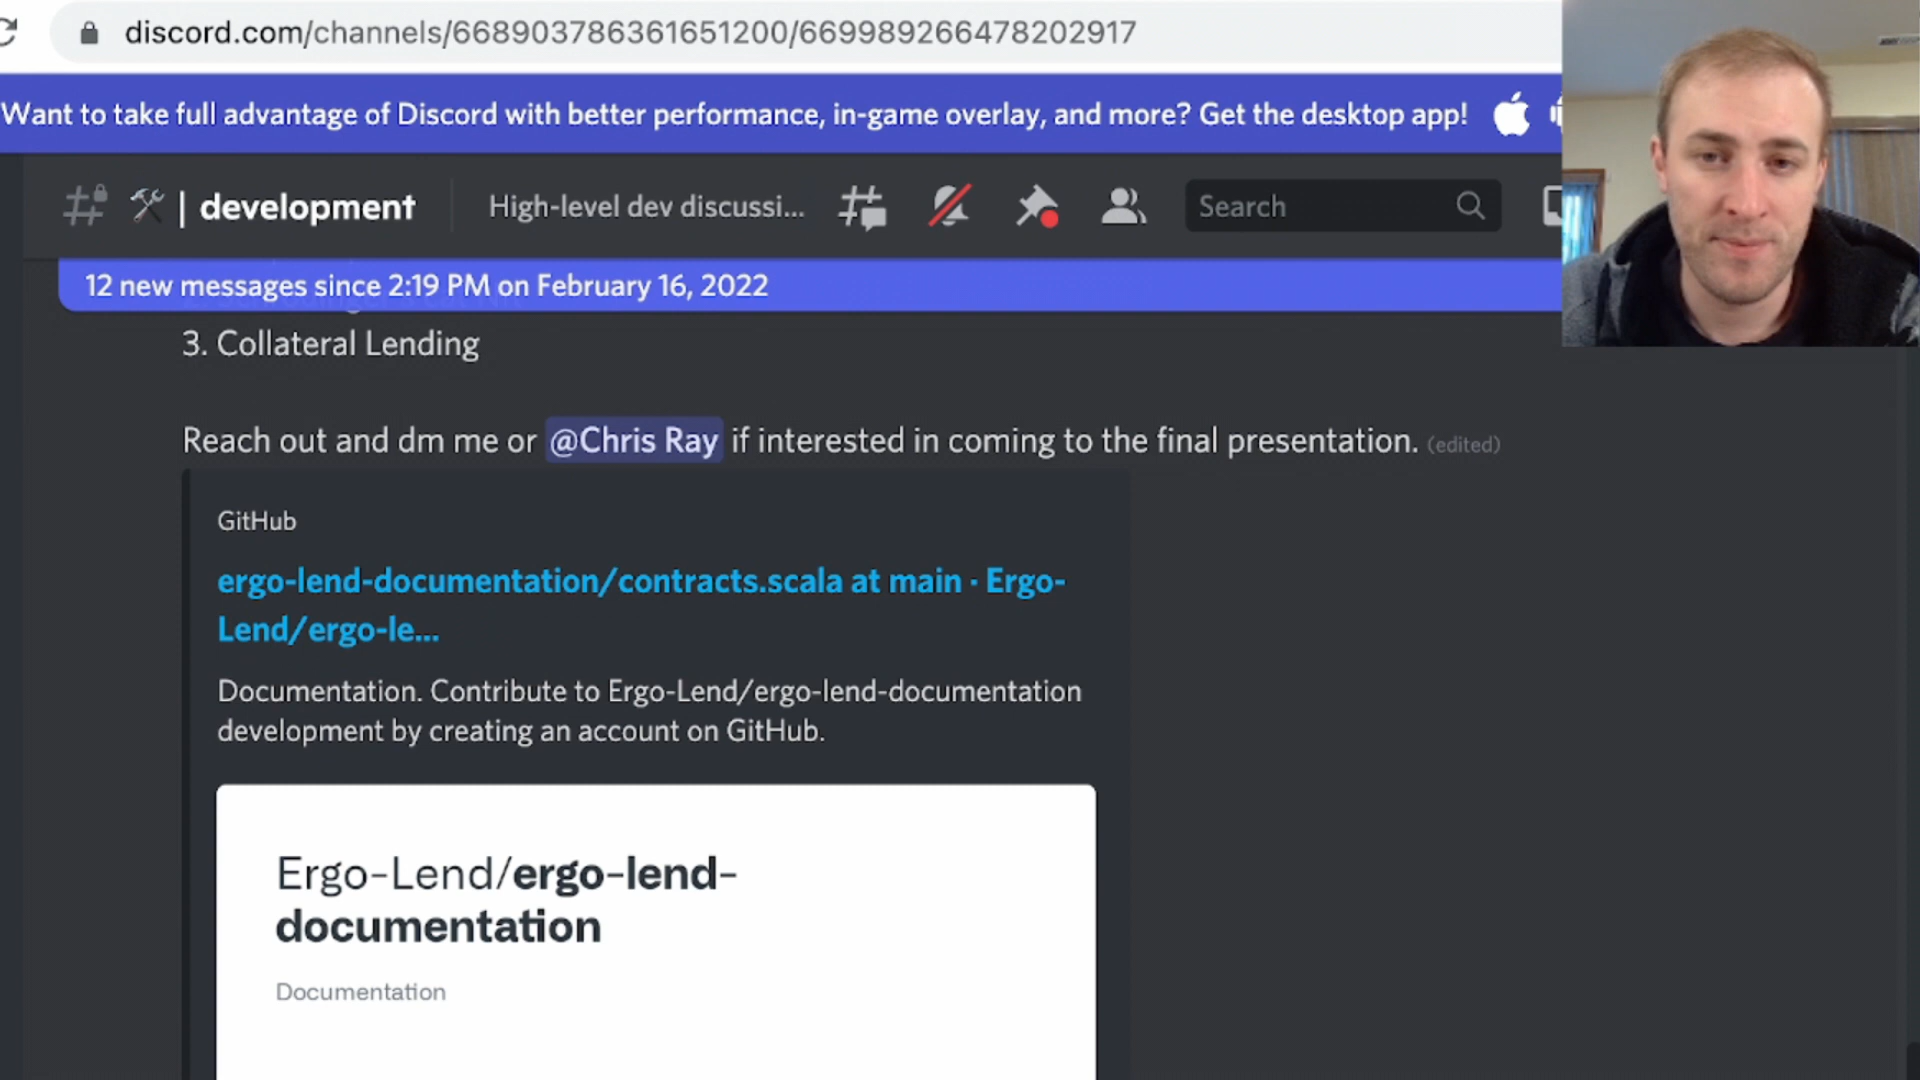 discord.com/channels/668903786361651200/669989266478202917
Want to take full advantage of Discord with better performance, in-game overlay, and more? Get the desktop app!
| development
High-level dev discussi...
Search
12 new messages since 2:19 PM on February 16, 2022
3. Collateral Lending
Reach out and dm me or @Chris Ray if interested in coming to the final presentation. (edited)
GitHub
ergo-lend-documentation/contracts.scala at main · Ergo-
Lend/ergo-le...
Documentation. Contribute to Ergo-Lend/ergo-lend-documentation
development by creating an account on GitHub.
Ergo-Lend/ergo-lend-
documentation
Documentation